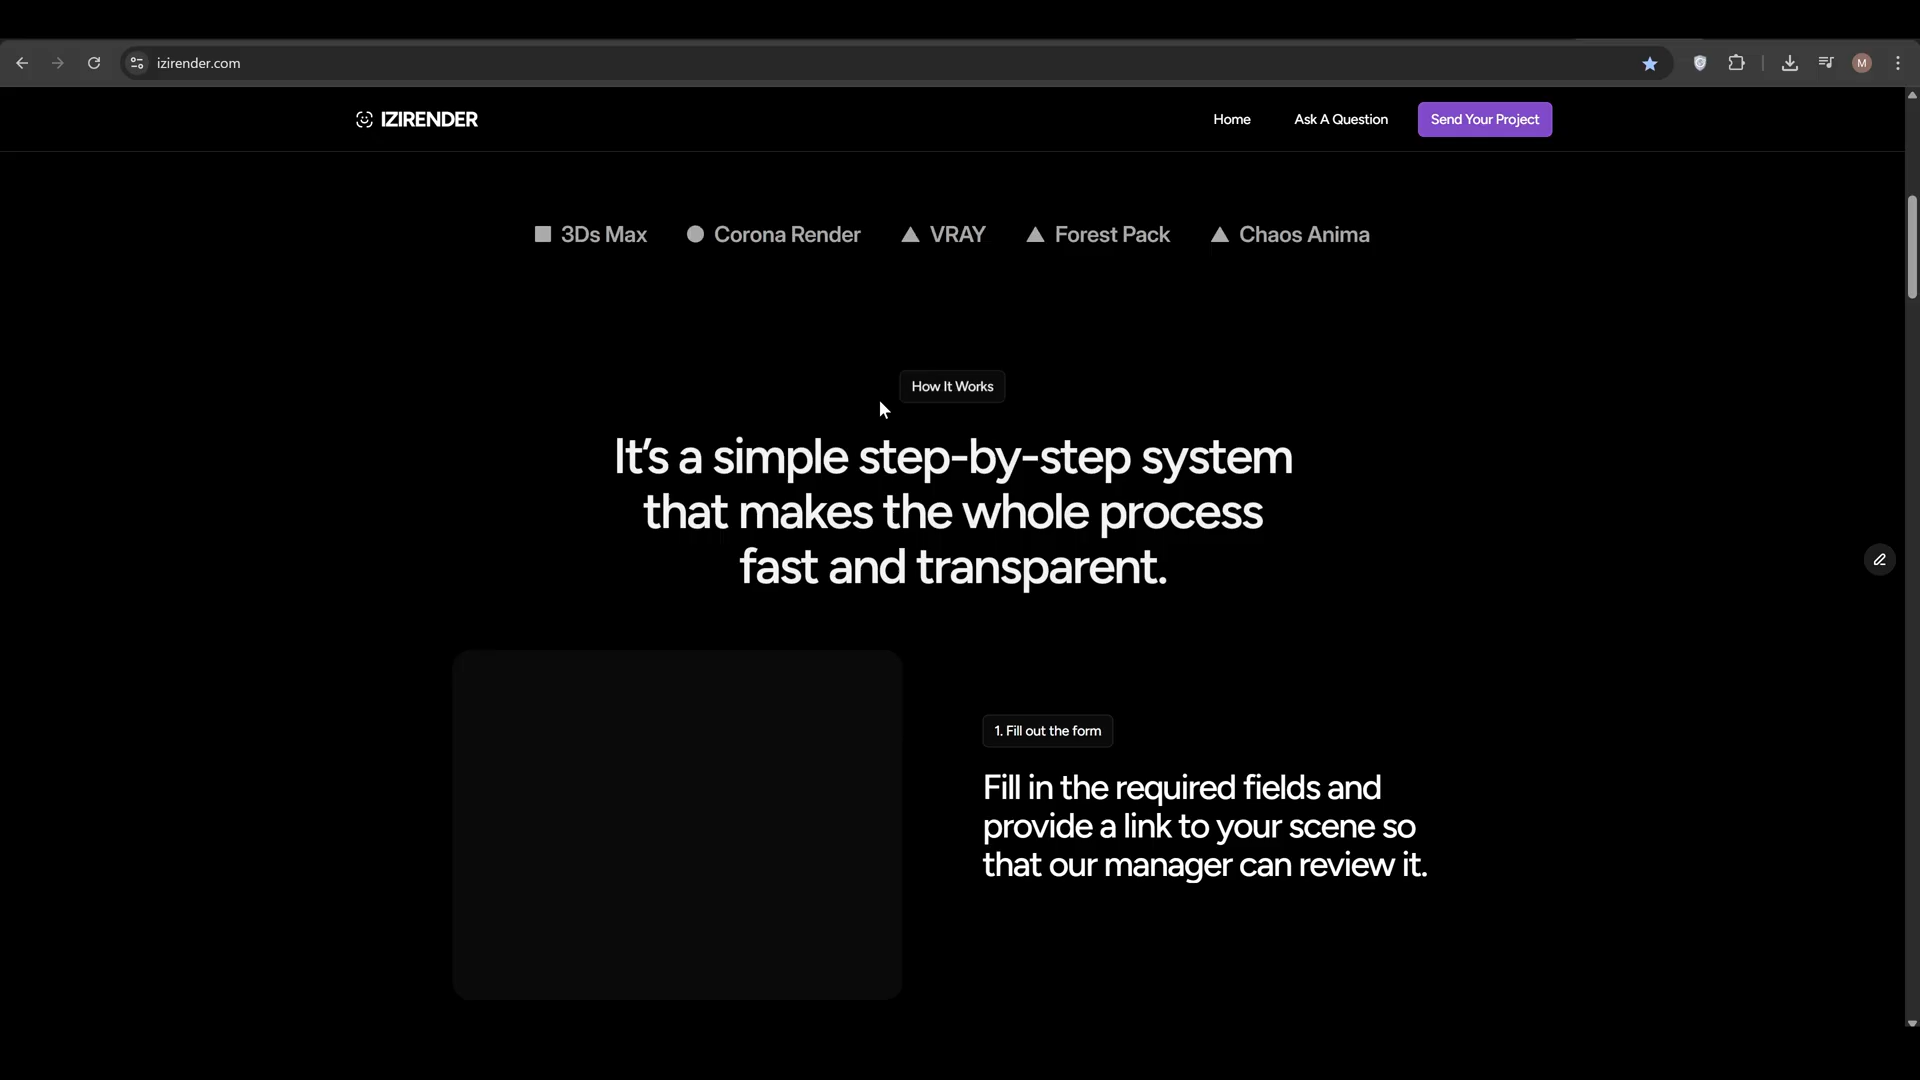 izirender.com
M
IZIRENDER
Home
Ask A Question
Send Your Project
3Ds Max
Corona Render
VRAY
Forest Pack
Chaos Anima
How It Works
It's a simple step-by-step system
that makes the whole process
fast and transparent.
1. Fill out the form
Fill in the required fields and
provide a link to your scene so
that our manager can review it.